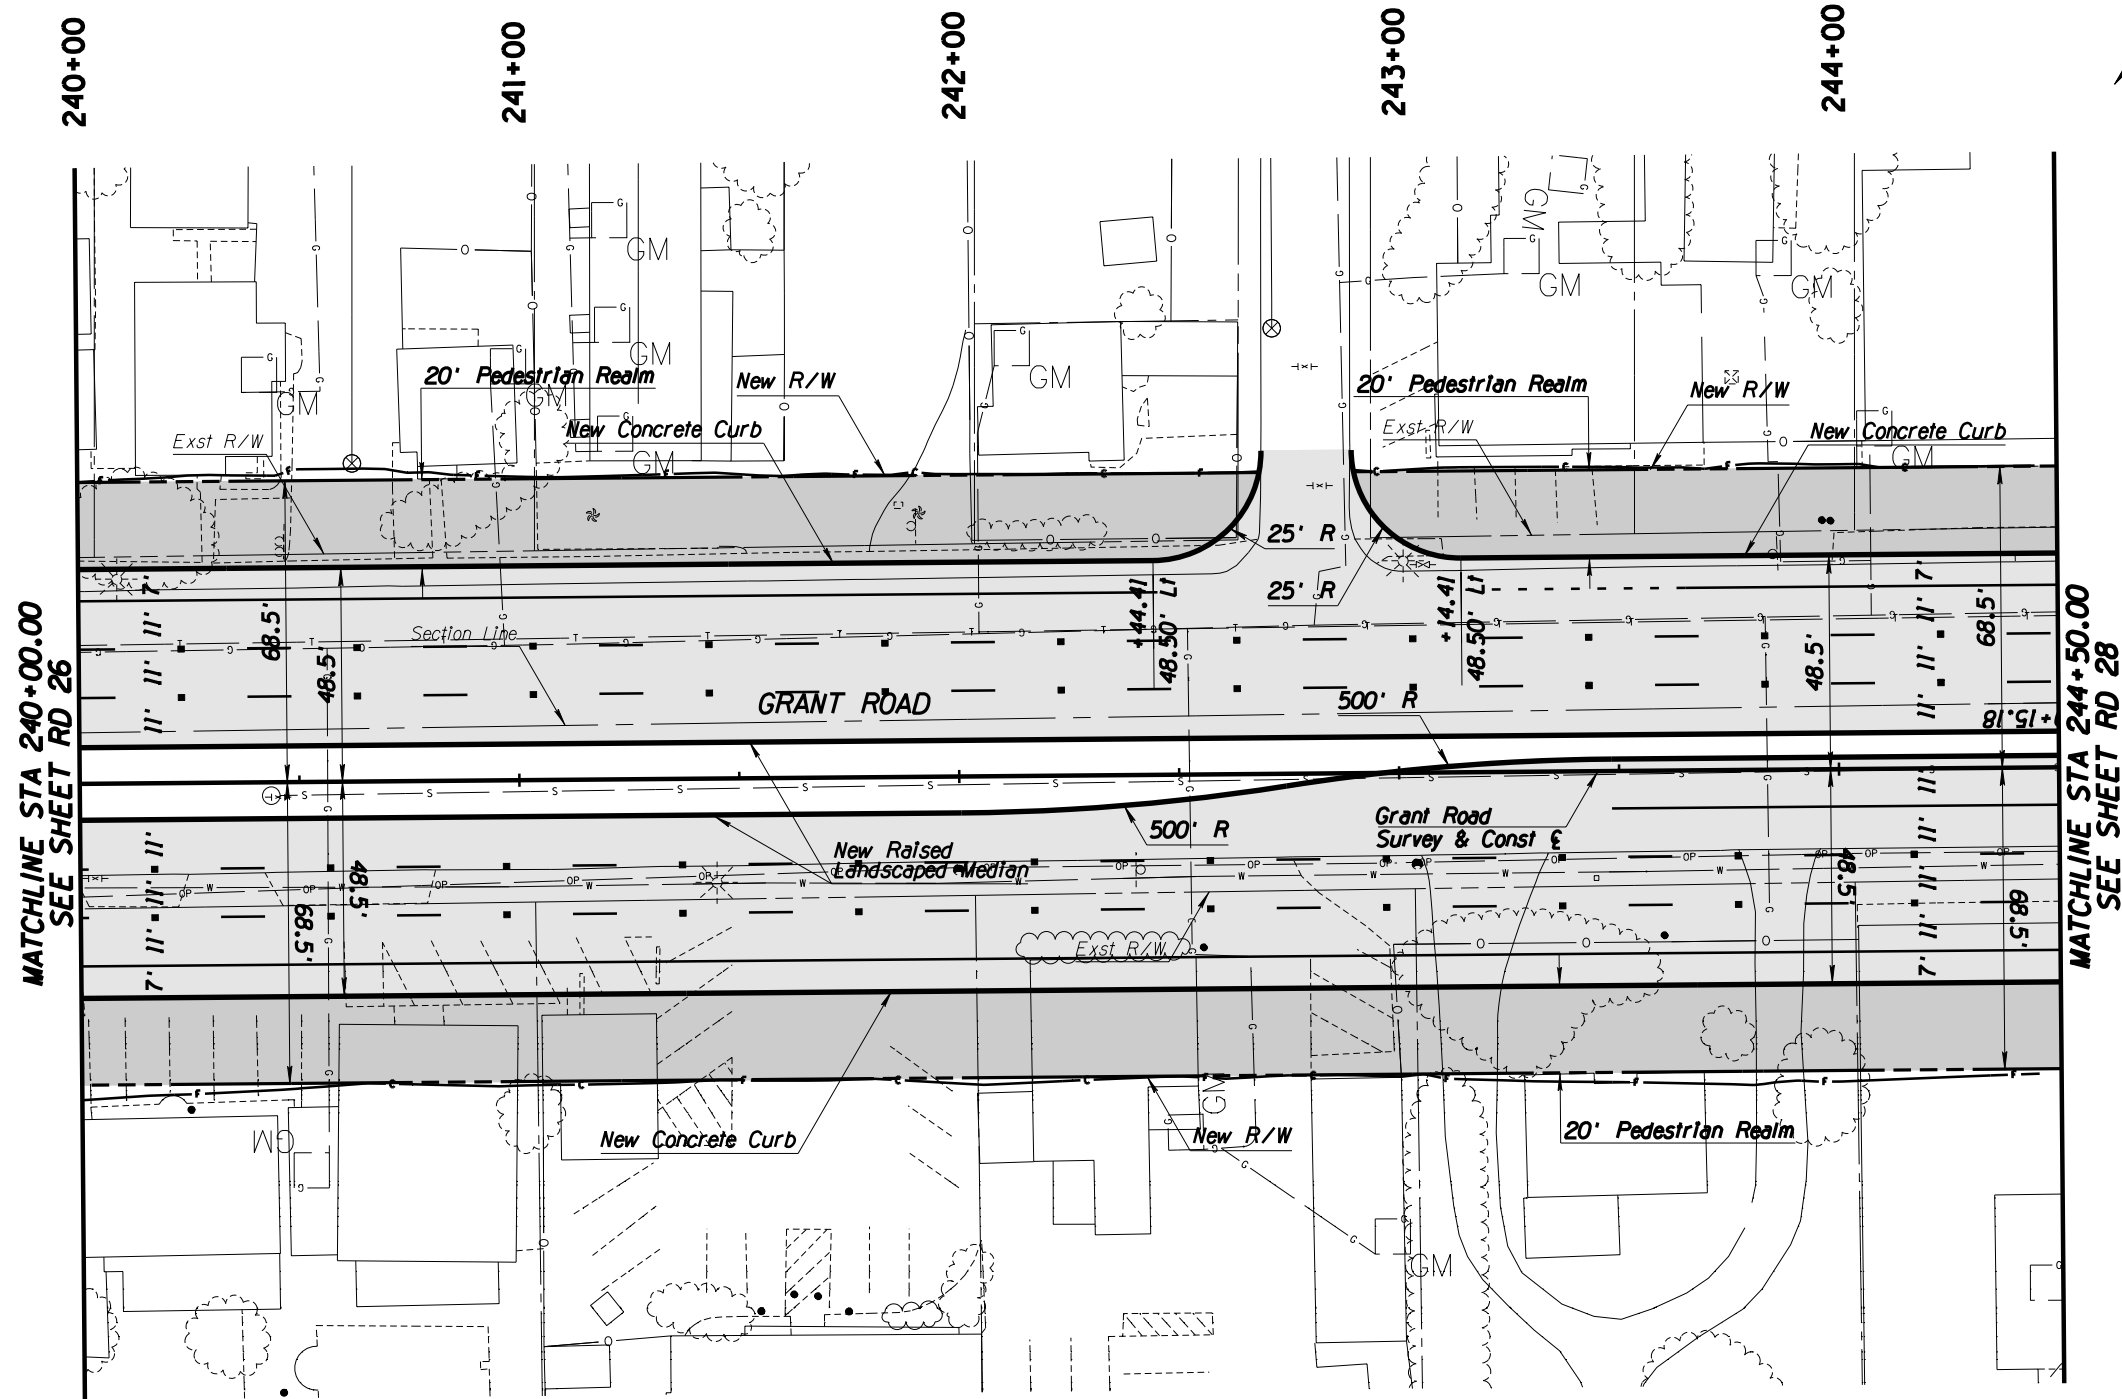 240+00
241+00
242+00
243+00
244+00
GM
GM
GM
GM
GM
GM
GM
GM
GM
GM
20' Pedestrian Realm
New R/W
20' Pedestrian Realm
New R/W
Exst R/W
New Concrete Curb
Exst R/W
New Concrete Curb
25' R
25' R
7'
11'
11'
68.5'
48.5'
Section Line
+44.41 Lt
48.50'
+14.41 Lt
48.50'
48.5'
7'
11'
11'
68.5'
GRANT ROAD
500' R
+15.18
MATCHLINE STA 240+00.00
SEE SHEET RD 26
MATCHLINE STA 244+50.00
SEE SHEET RD 28
500' R
Grant Road
Survey & Const ℄
New Raised
Landscaped Median
11'
11'
11'
7'
48.5'
68.5'
Exst R/W
48.5'
11'
11'
11'
11'
7'
68.5'
GM
New Concrete Curb
New R/W
GM
20' Pedestrian Realm
GM